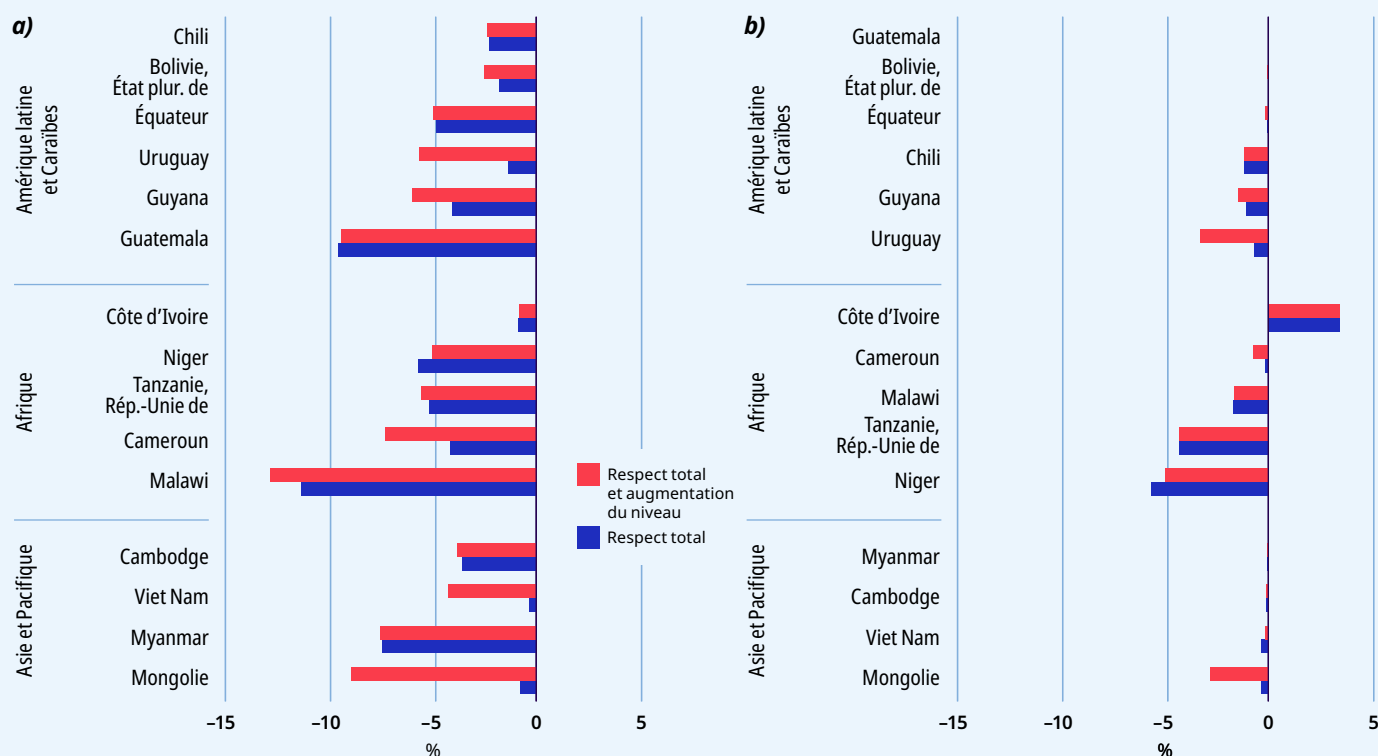 a)
Amérique latine
et Caraïbes
Chili
Bolivie,
État plur. de
Équateur
Uruguay
Guyana
Guatemala
Afrique
Côte d’Ivoire
Niger
Tanzanie,
Rép.-Unie de
Cameroun
Malawi
Asie et Pacifique
Cambodge
Viet Nam
Myanmar
Mongolie
–15
–10
–5
0
5
%
Respect total
et augmentation
du niveau
Respect total
b)
Amérique latine
et Caraïbes
Guatemala
Bolivie,
État plur. de
Équateur
Chili
Guyana
Uruguay
Afrique
Côte d’Ivoire
Cameroun
Malawi
Tanzanie,
Rép.-Unie de
Niger
Asie et Pacifique
Myanmar
Cambodge
Viet Nam
Mongolie
–15
–10
–5
0
5
%